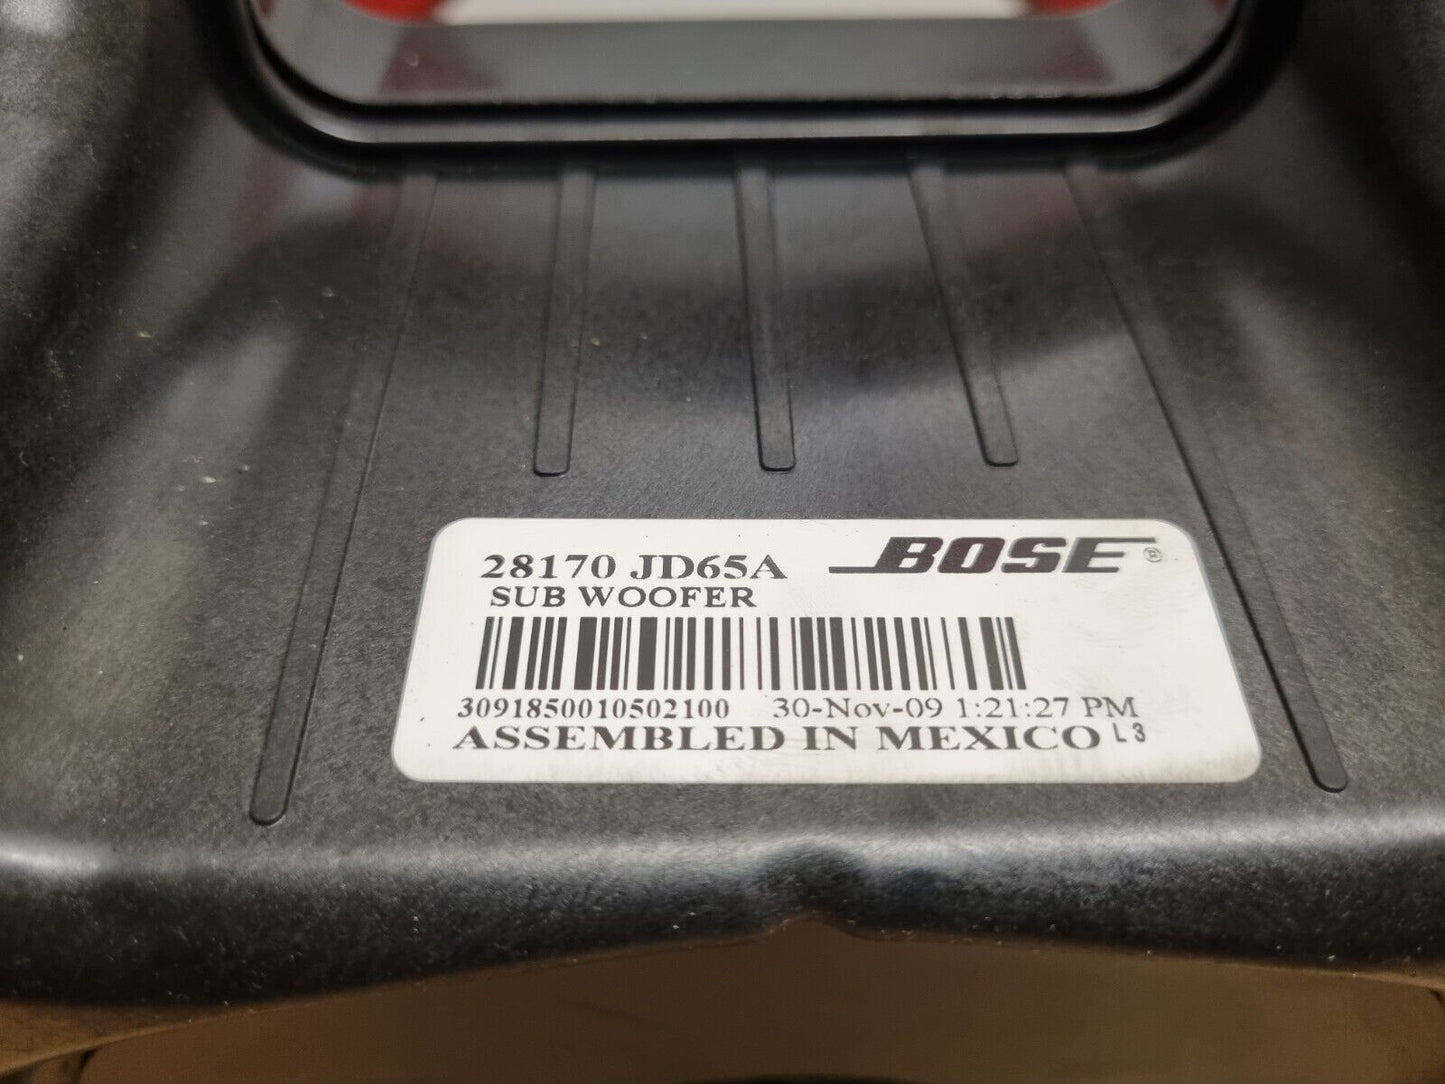 28170 JD65A BOSE®
SUB WOOFER
3091850010502100 30-Nov-09 1:21:27 PM
ASSEMBLED IN MEXICO L3